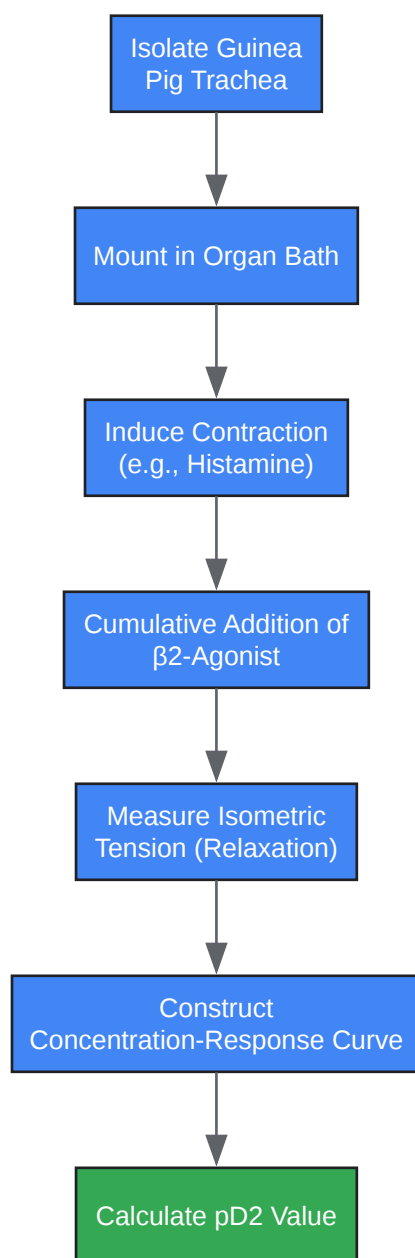 Isolate Guinea
Pig Trachea
Mount in Organ Bath
Induce Contraction
(e.g., Histamine)
Cumulative Addition of
β2-Agonist
Measure Isometric
Tension (Relaxation)
Construct
Concentration-Response Curve
Calculate pD2 Value